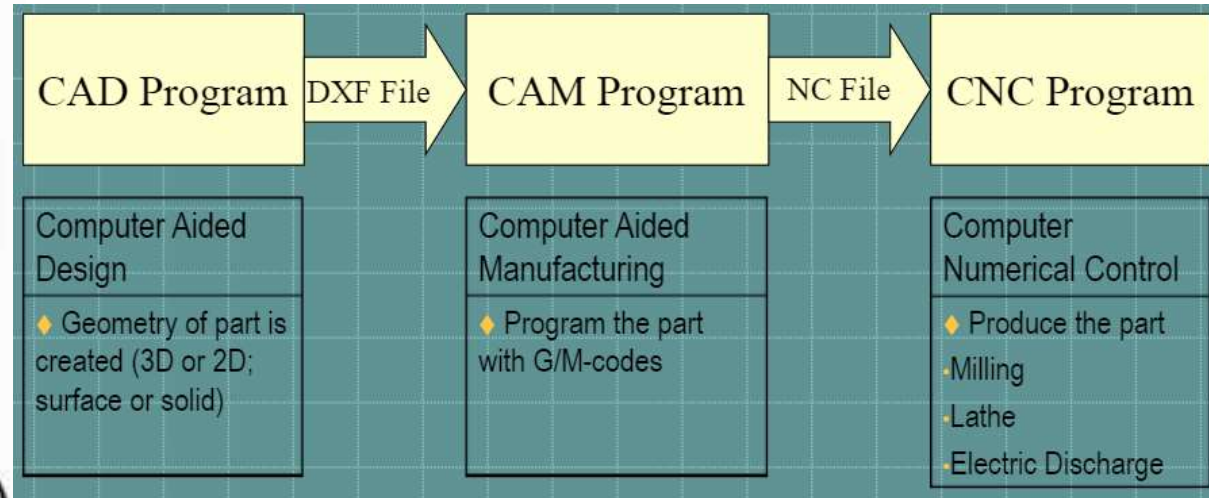 CAD Program
DXF File
CAM Program
NC File
CNC Program
Computer Aided
Design
♦ Geometry of part is
created (3D or 2D;
surface or solid)
Computer Aided
Manufacturing
♦ Program the part
with G/M-codes
Computer
Numerical Control
♦ Produce the part
•Milling
•Lathe
•Electric Discharge